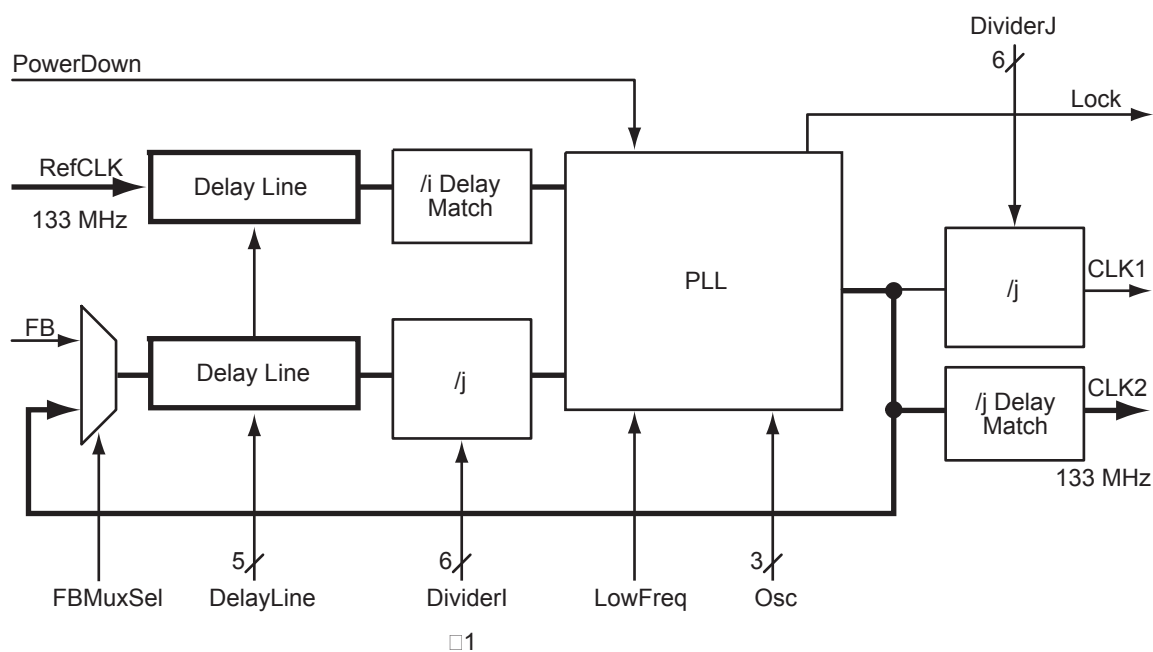 DividerJ
6
PowerDown
Lock
RefCLK
133 MHz
Delay Line
/i Delay
Match
PLL
/j
CLK1
FB
Delay Line
/j
/j Delay
Match
CLK2
133 MHz
5
6
3
FBMuxSel
DelayLine
DividerI
LowFreq
Osc
□1